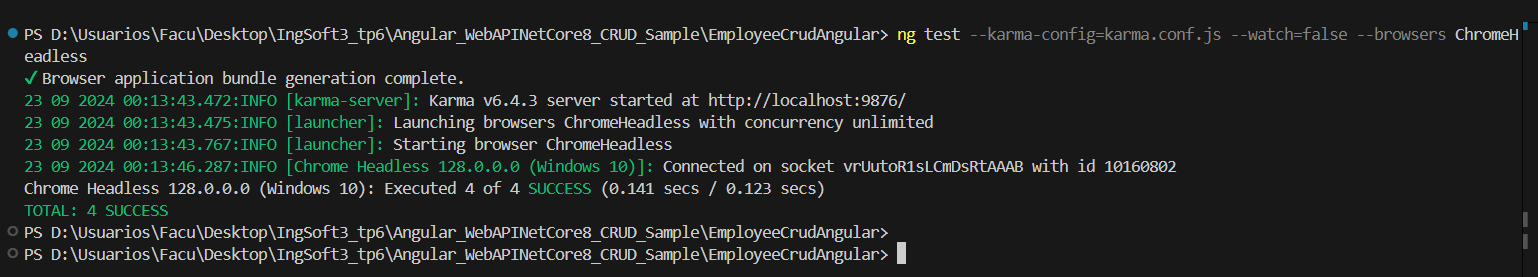 PS D:\Usuarios\Facu\Desktop\IngSoft3_tp6\Angular_WebAPINetCore8_CRUD_Sample\EmployeeCrudAngular> ng test --karma-config=karma.conf.js --watch=false --browsers ChromeH
eadless
✓ Browser application bundle generation complete.
23 09 2024 00:13:43.472:INFO [karma-server]: Karma v6.4.3 server started at http://localhost:9876/
23 09 2024 00:13:43.475:INFO [launcher]: Launching browsers ChromeHeadless with concurrency unlimited
23 09 2024 00:13:43.767:INFO [launcher]: Starting browser ChromeHeadless
23 09 2024 00:13:46.287:INFO [Chrome Headless 128.0.0.0 (Windows 10)]: Connected on socket vrUutoR1sLCmDsRtAAAB with id 10160802
Chrome Headless 128.0.0.0 (Windows 10): Executed 4 of 4 SUCCESS (0.141 secs / 0.123 secs)
TOTAL: 4 SUCCESS
PS D:\Usuarios\Facu\Desktop\IngSoft3_tp6\Angular_WebAPINetCore8_CRUD_Sample\EmployeeCrudAngular>
PS D:\Usuarios\Facu\Desktop\IngSoft3_tp6\Angular_WebAPINetCore8_CRUD_Sample\EmployeeCrudAngular>